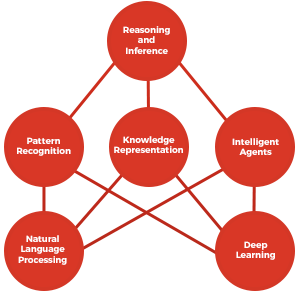 Reasoning
and
Inference
Pattern
Recognition
Knowledge
Representation
Intelligent
Agents
Natural
Language
Processing
Deep
Learning